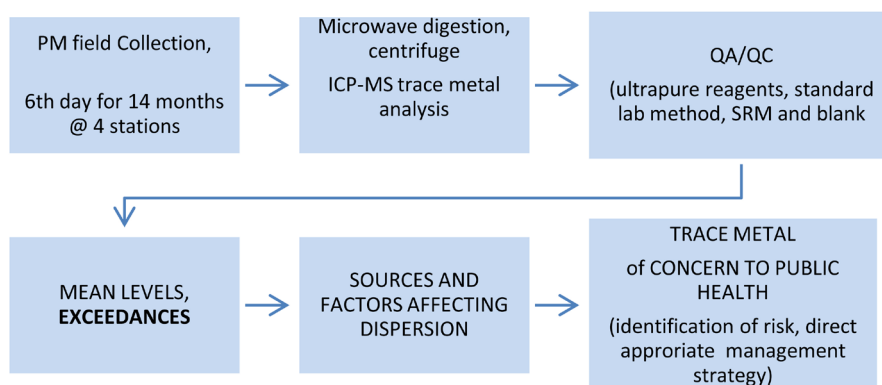 PM field Collection,
6th day for 14 months
@ 4 stations
Microwave digestion,
centrifuge
ICP-MS trace metal
analysis
QA/QC
(ultrapure reagents, standard
lab method, SRM and blank
MEAN LEVELS,
EXCEEDANCES
SOURCES AND
FACTORS AFFECTING
DISPERSION
TRACE METAL
of CONCERN TO PUBLIC
HEALTH
(identification of risk, direct
approriate management
strategy)